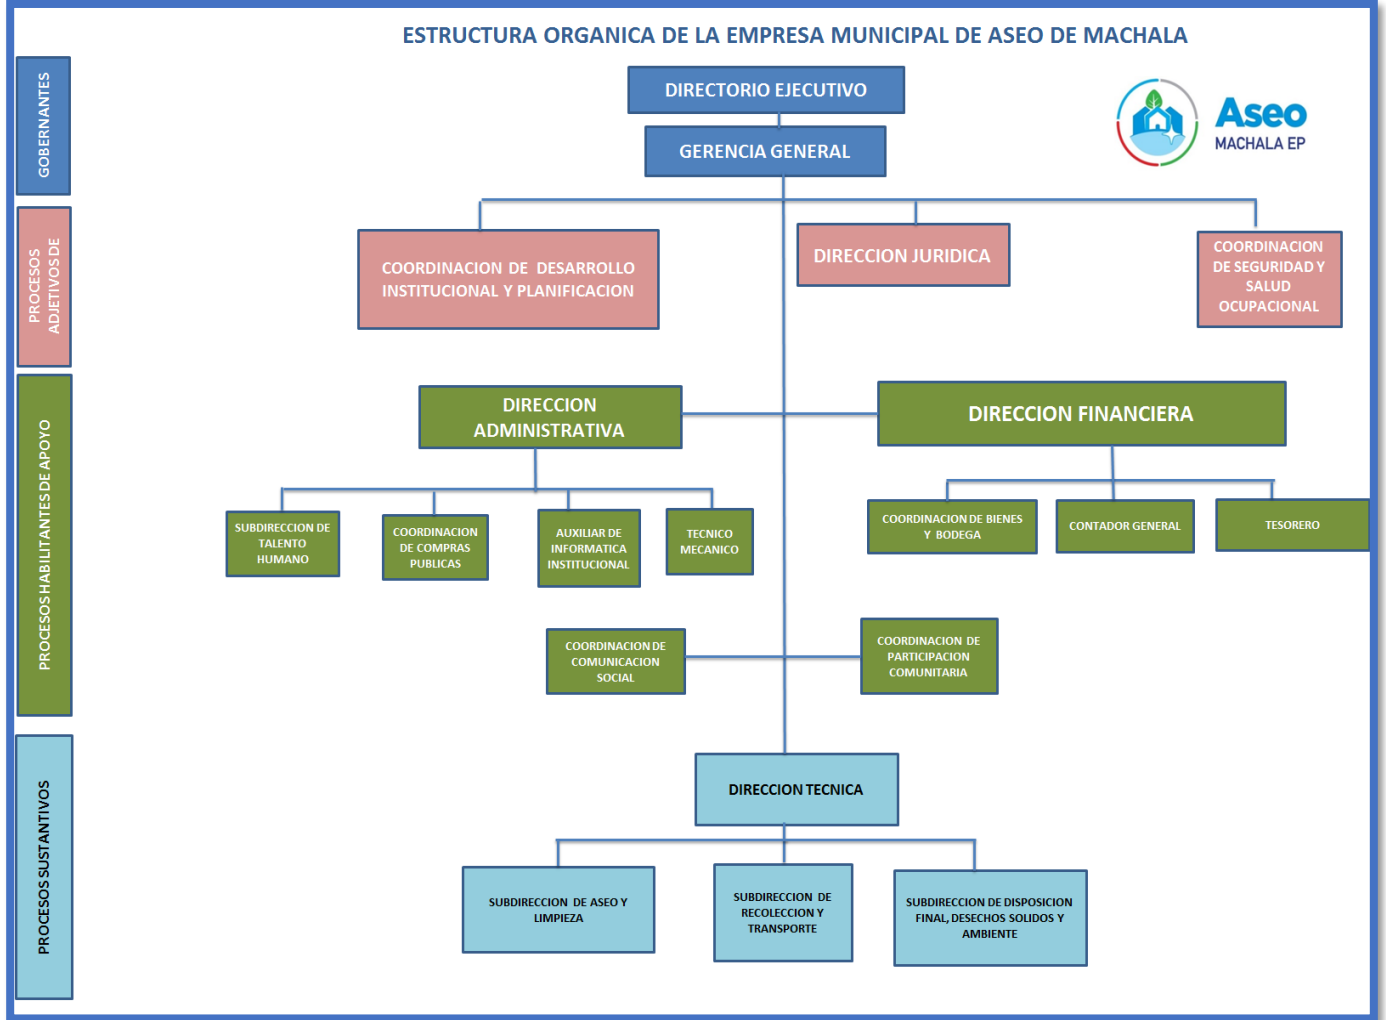 ESTRUCTURA ORGANICA DE LA EMPRESA MUNICIPAL DE ASEO DE MACHALA
Aseo
MACHALA EP
GOBERNANTES
DIRECTORIO EJECUTIVO
GERENCIA GENERAL
PROCESOS
ADJETIVOS DE
COORDINACION DE DESARROLLO
INSTITUCIONAL Y PLANIFICACION
DIRECCION JURIDICA
COORDINACION
DE SEGURIDAD Y
SALUD
OCUPACIONAL
PROCESOS HABILITANTES DE APOYO
DIRECCION
ADMINISTRATIVA
DIRECCION FINANCIERA
SUBDIRECCION DE
TALENTO
HUMANO
COORDINACION
DE COMPRAS
PUBLICAS
AUXILIAR DE
INFORMATICA
INSTITUCIONAL
TECNICO
MECANICO
COORDINACION DE BIENES
Y BODEGA
CONTADOR GENERAL
TESORERO
COORDINACION DE
COMUNICACION
SOCIAL
COORDINACION DE
PARTICIPACION
COMUNITARIA
PROCESOS SUSTANTIVOS
DIRECCION TECNICA
SUBDIRECCION DE ASEO Y
LIMPIEZA
SUBDIRECCION DE
RECOLECCION Y
TRANSPORTE
SUBDIRECCION DE DISPOSICION
FINAL, DESECHOS SOLIDOS Y
AMBIENTE